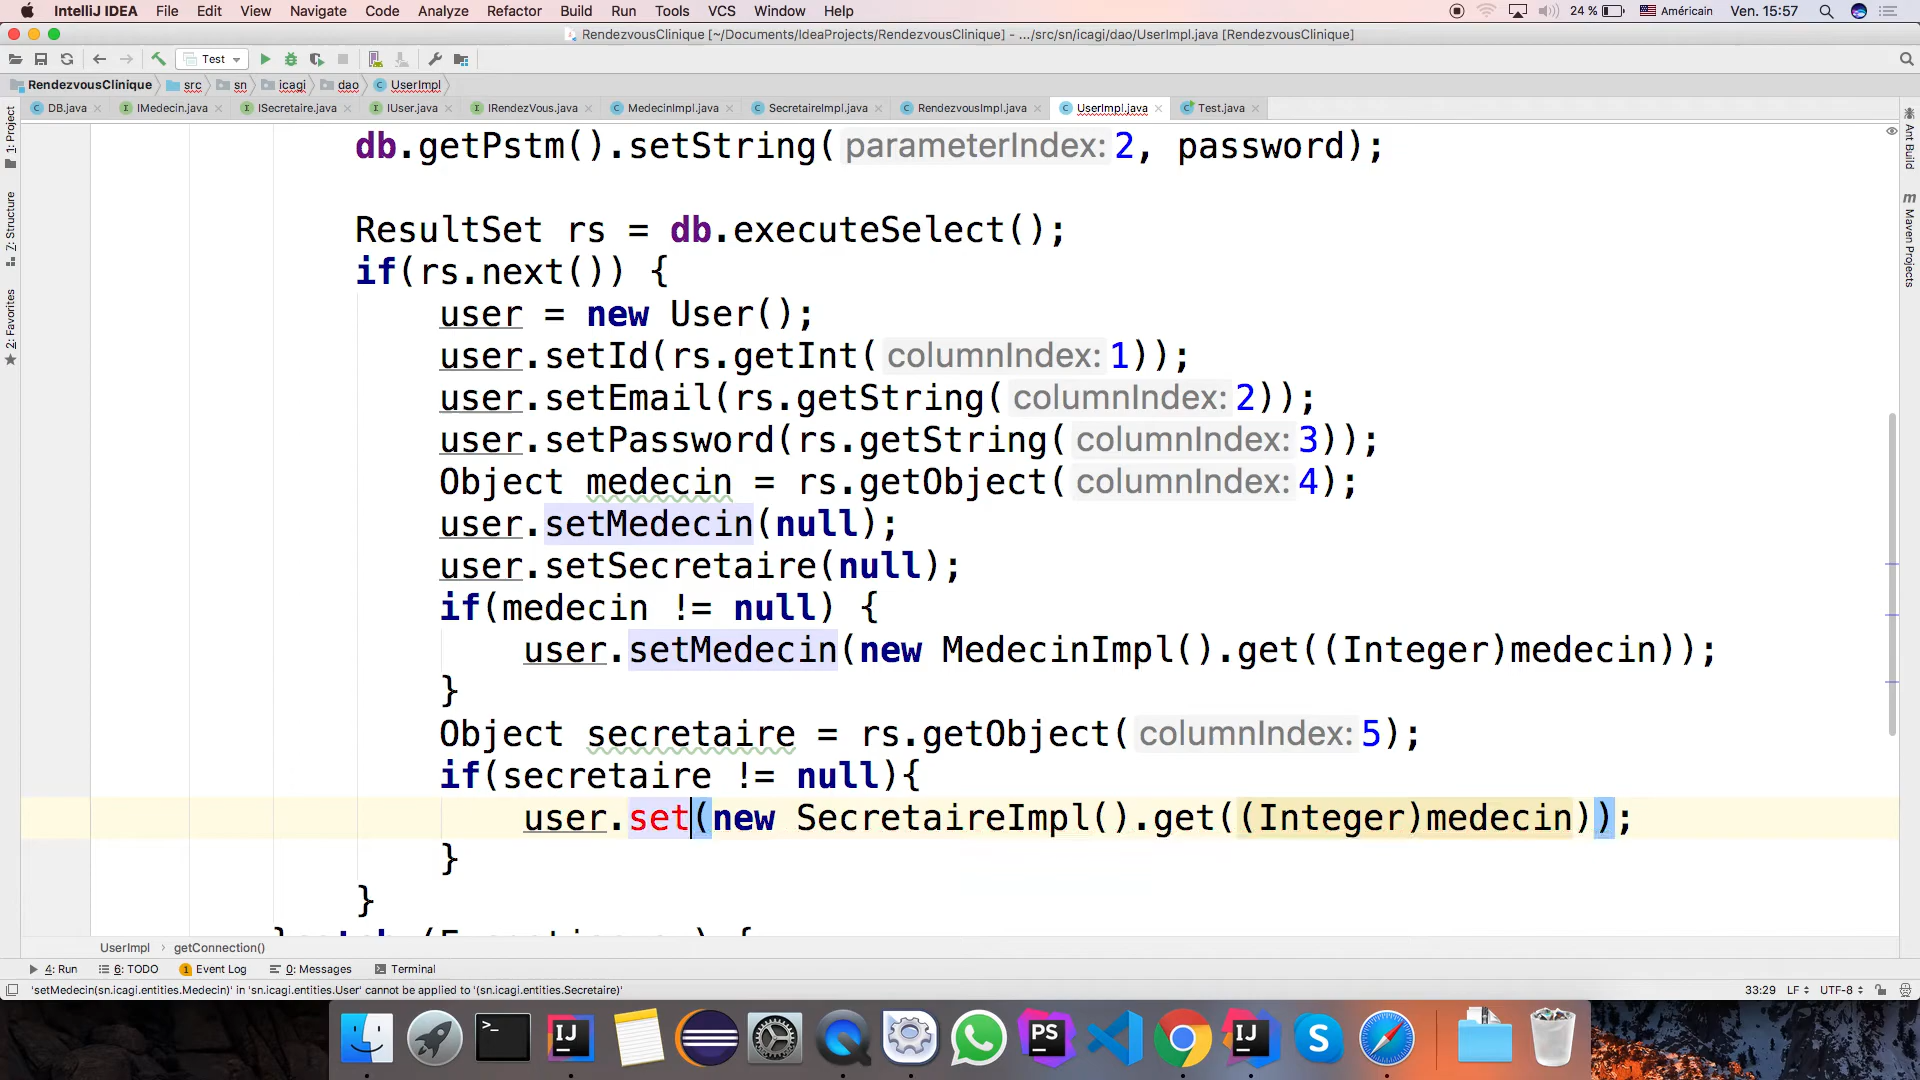 IntelliJ IDEA File Edit View Navigate Code Analyze Refactor Build Run Tools VCS Window Help 24 % Américain Ven. 15:57
RendezvousClinique [~/Documents/IdeaProjects/RendezvousClinique] - .../src/sn/icagi/dao/UserImpl.java [RendezvousClinique]
Test
RendezvousClinique src sn icagi dao UserImpl
DB.java IMedecin.java ISecretaire.java IUser.java IRendezVous.java MedecinImpl.java SecretaireImpl.java RendezvousImpl.java UserImpl.java Test.java
1: Project
7: Structure
2: Favorites
Ant Build
Maven Projects
db.getPstm().setString( parameterIndex: 2, password);
ResultSet rs = db.executeSelect();
if(rs.next()) {
user = new User();
user.setId(rs.getInt( columnIndex: 1));
user.setEmail(rs.getString( columnIndex: 2));
user.setPassword(rs.getString( columnIndex: 3));
Object medecin = rs.getObject( columnIndex: 4);
user.setMedecin(null);
user.setSecretaire(null);
if(medecin != null) {
user.setMedecin(new MedecinImpl().get((Integer)medecin));
}
Object secretaire = rs.getObject( columnIndex: 5);
if(secretaire != null){
user.set(new SecretaireImpl().get((Integer)medecin));
}
}
UserImpl getConnection()
4: Run 6: TODO 1 Event Log 0: Messages Terminal
'setMedecin(sn.icagi.entities.Medecin)' in 'sn.icagi.entities.User' cannot be applied to '(sn.icagi.entities.Secretaire)' 33:29 LF UTF-8
>_ IJ PS IJ S